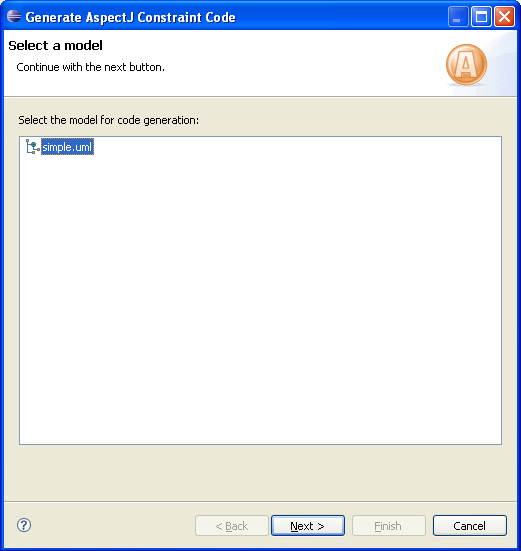 Generate AspectJ Constraint Code
Select a model
Continue with the next button.
A
Select the model for code generation:
simple.uml
?
< Back
Next >
Finish
Cancel